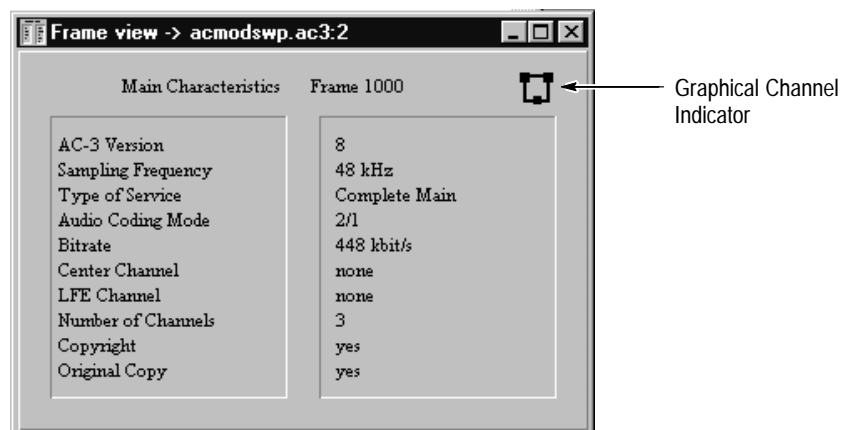 Frame view -> acmodswp.ac3:2
Main Characteristics Frame 1000
Graphical Channel
Indicator
AC-3 Version 8
Sampling Frequency 48 kHz
Type of Service Complete Main
Audio Coding Mode 2/1
Bitrate 448 kbit/s
Center Channel none
LFE Channel none
Number of Channels 3
Copyright yes
Original Copy yes